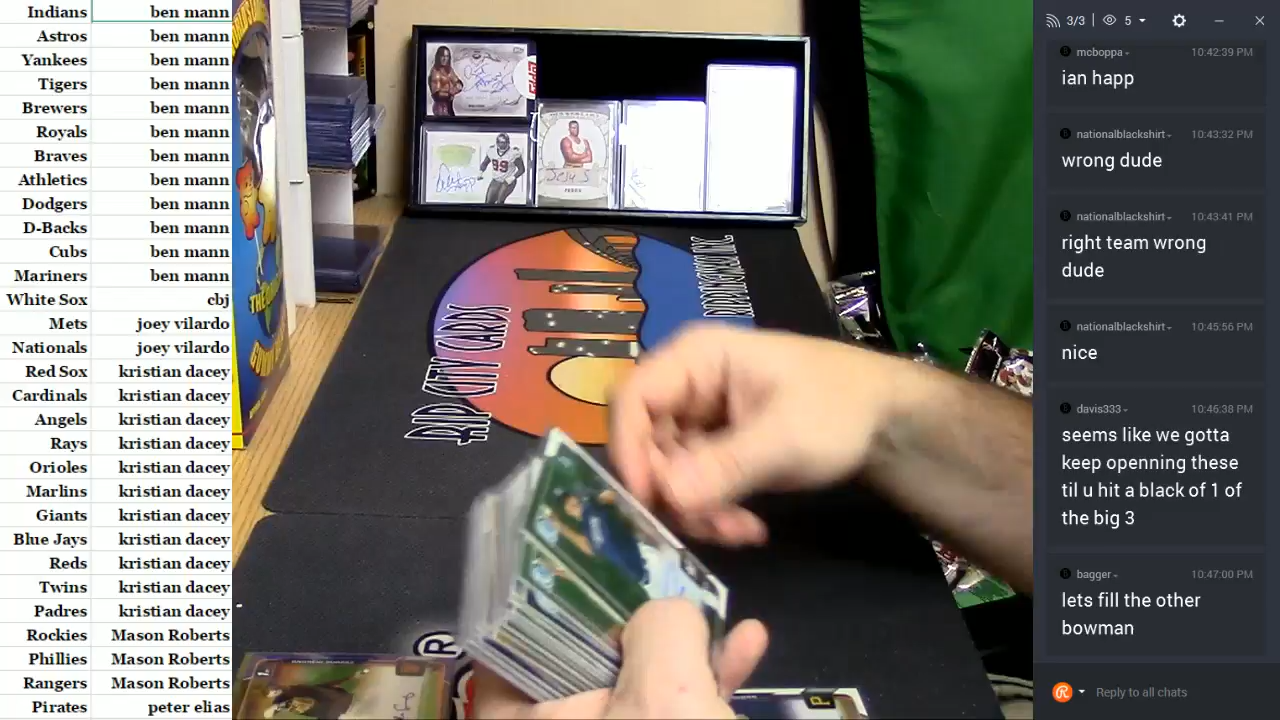 Indians ben mann
Astros ben mann
Yankees ben mann
Tigers ben mann
Brewers ben mann
Royals ben mann
Braves ben mann
Athletics ben mann
Dodgers ben mann
D-Backs ben mann
Cubs ben mann
Mariners ben mann
White Sox cbj
Mets joey vilardo
Nationals joey vilardo
Red Sox kristian dacey
Cardinals kristian dacey
Angels kristian dacey
Rays kristian dacey
Orioles kristian dacey
Marlins kristian dacey
Giants kristian dacey
Blue Jays kristian dacey
Reds kristian dacey
Twins kristian dacey
Padres kristian dacey
Rockies Mason Roberts
Phillies Mason Roberts
Rangers Mason Roberts
Pirates peter elias
99
RIP CITY CARDS
3/3 5
mcboppa 10:42:39 PM
ian happ
nationalblackshirt 10:43:32 PM
wrong dude
nationalblackshirt 10:43:41 PM
right team wrong
dude
nationalblackshirt 10:45:56 PM
nice
davis333 10:46:38 PM
seems like we gotta
keep openning these
til u hit a black of 1 of
the big 3
bagger 10:47:00 PM
lets fill the other
bowman
Reply to all chats